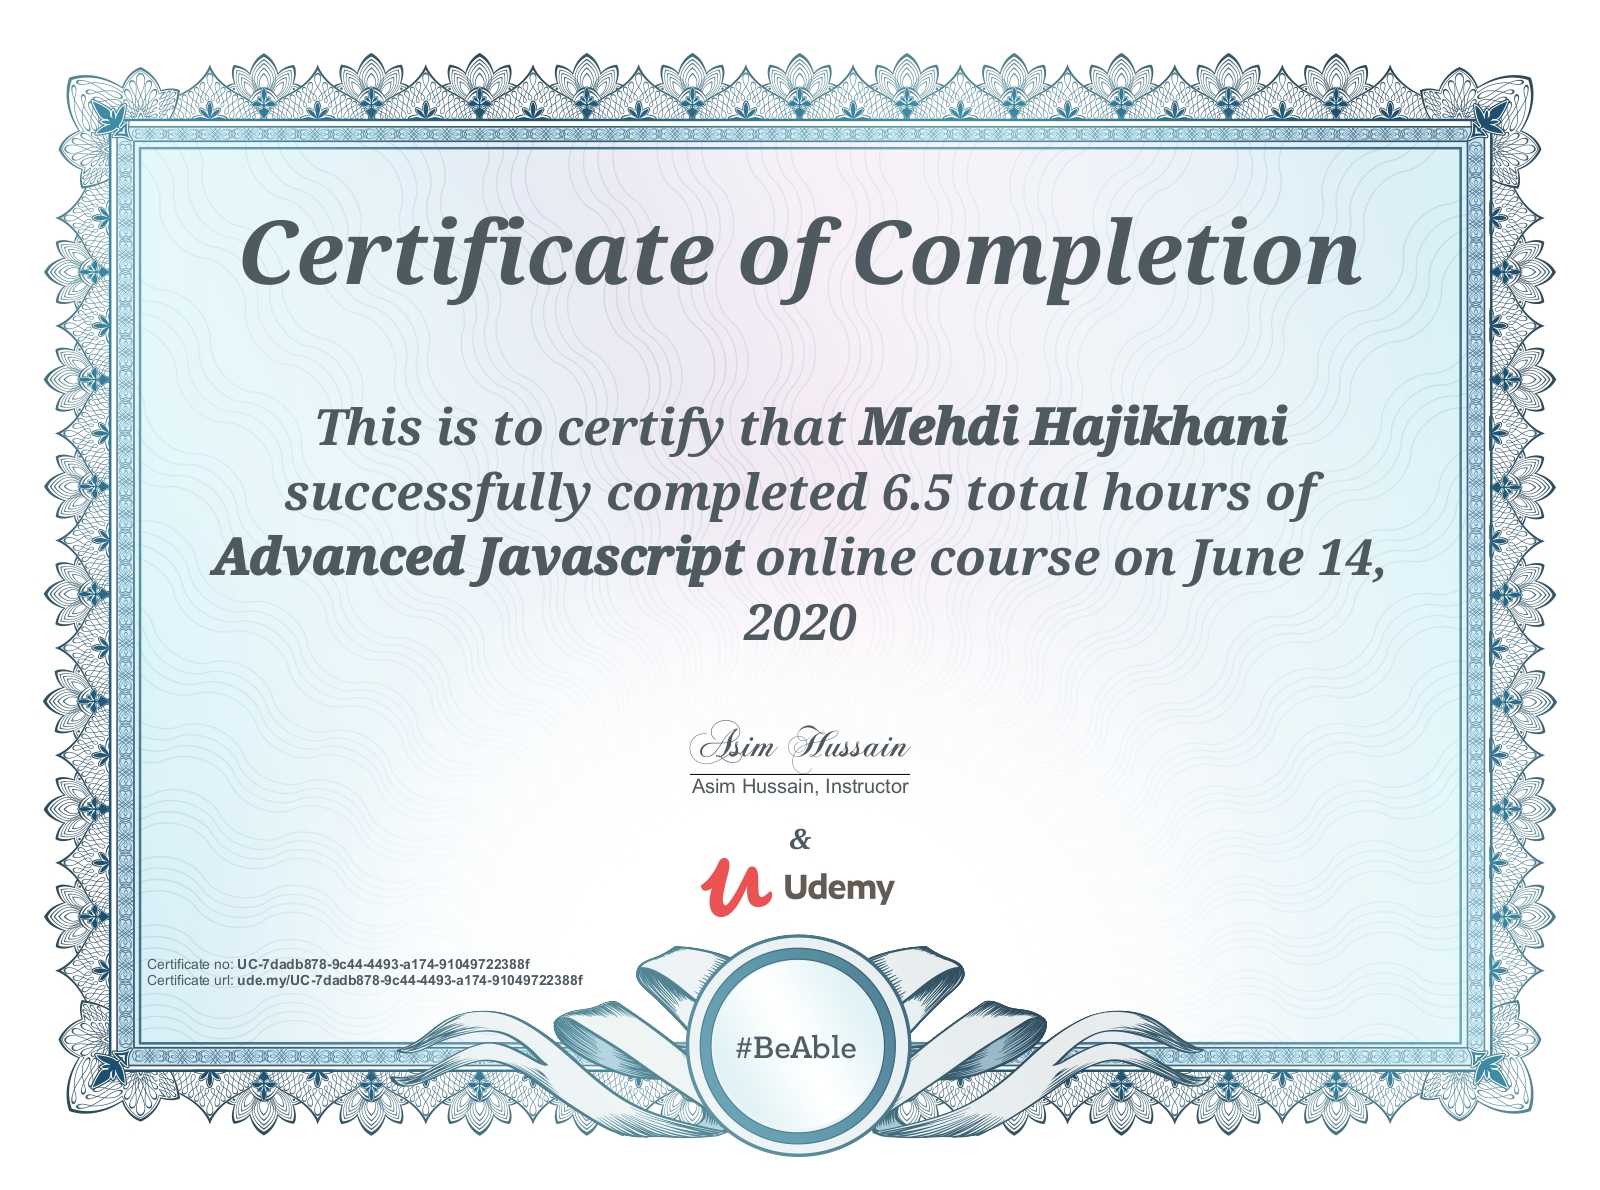 Certificate of Completion
This is to certify that Mehdi Hajikhani
successfully completed 6.5 total hours of
Advanced Javascript online course on June 14,
2020
Asim Hussain
Asim Hussain, Instructor
&
Udemy
Certificate no: UC-7dadb878-9c44-4493-a174-91049722388f
Certificate url: ude.my/UC-7dadb878-9c44-4493-a174-91049722388f
#BeAble